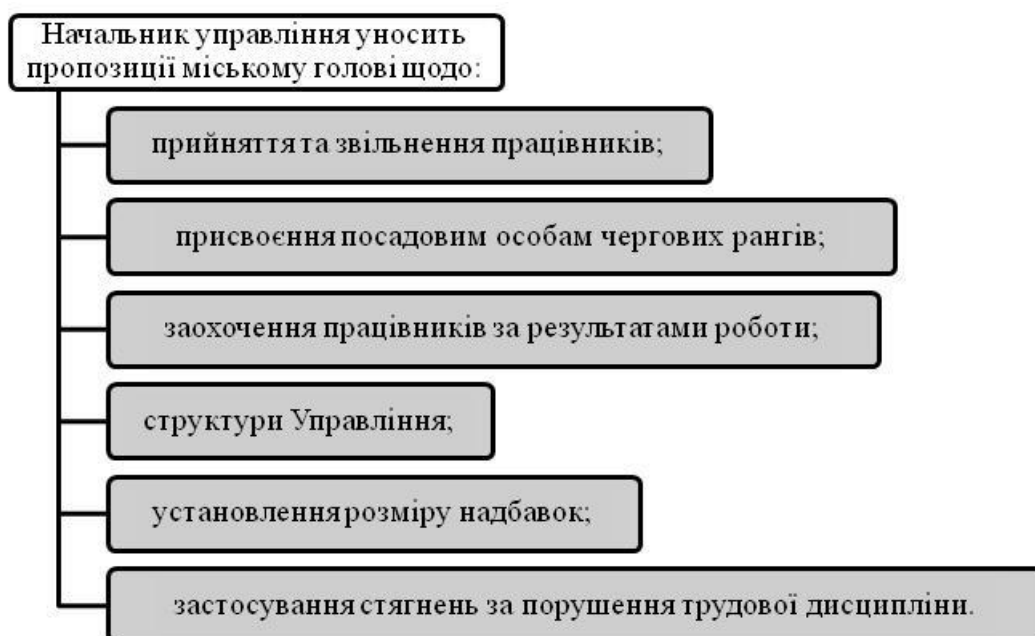 Начальник управління уносить
пропозиції міському голові щодо:
прийняття та звільнення працівників;
присвоєння посадовим особам чергових рангів;
заохочення працівників за результатами роботи;
структури Управління;
установлення розміру надбавок;
застосування стягнень за порушення трудової дисципліни.